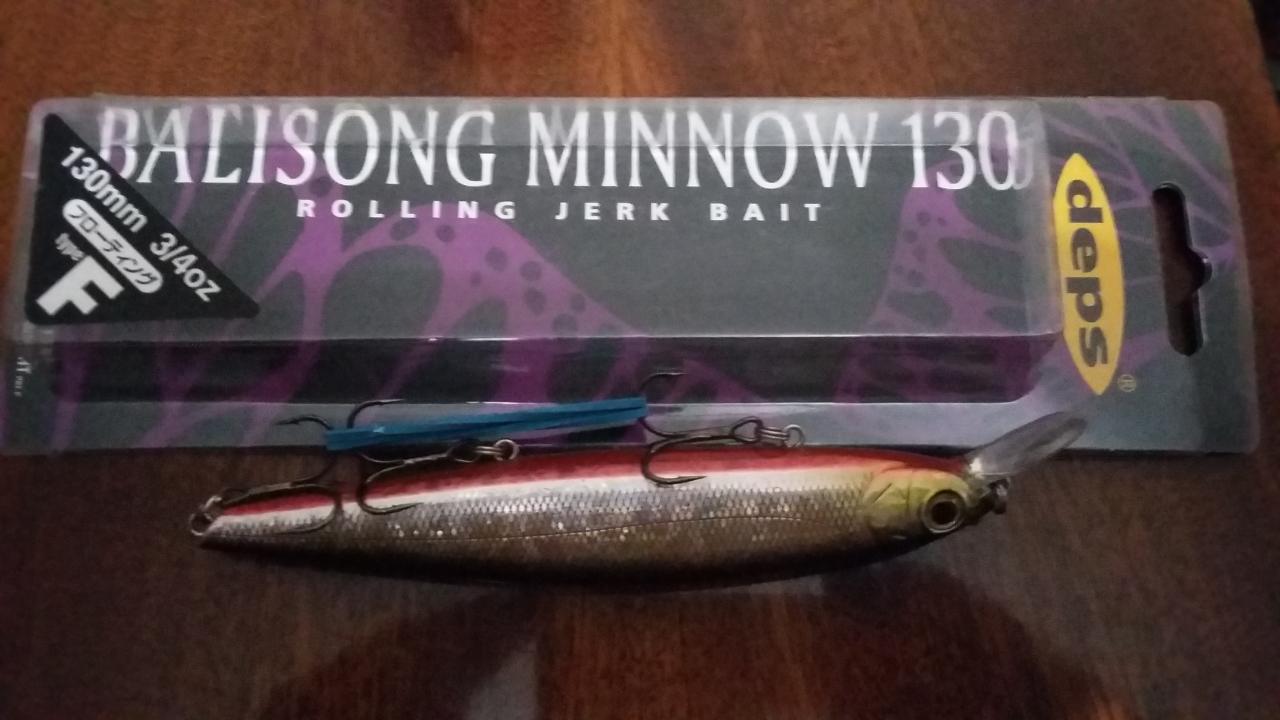 BALISONG MINNOW 130
ROLLING JERK BAIT
130mm 3/4oz
フローティング
type
F
deps
®